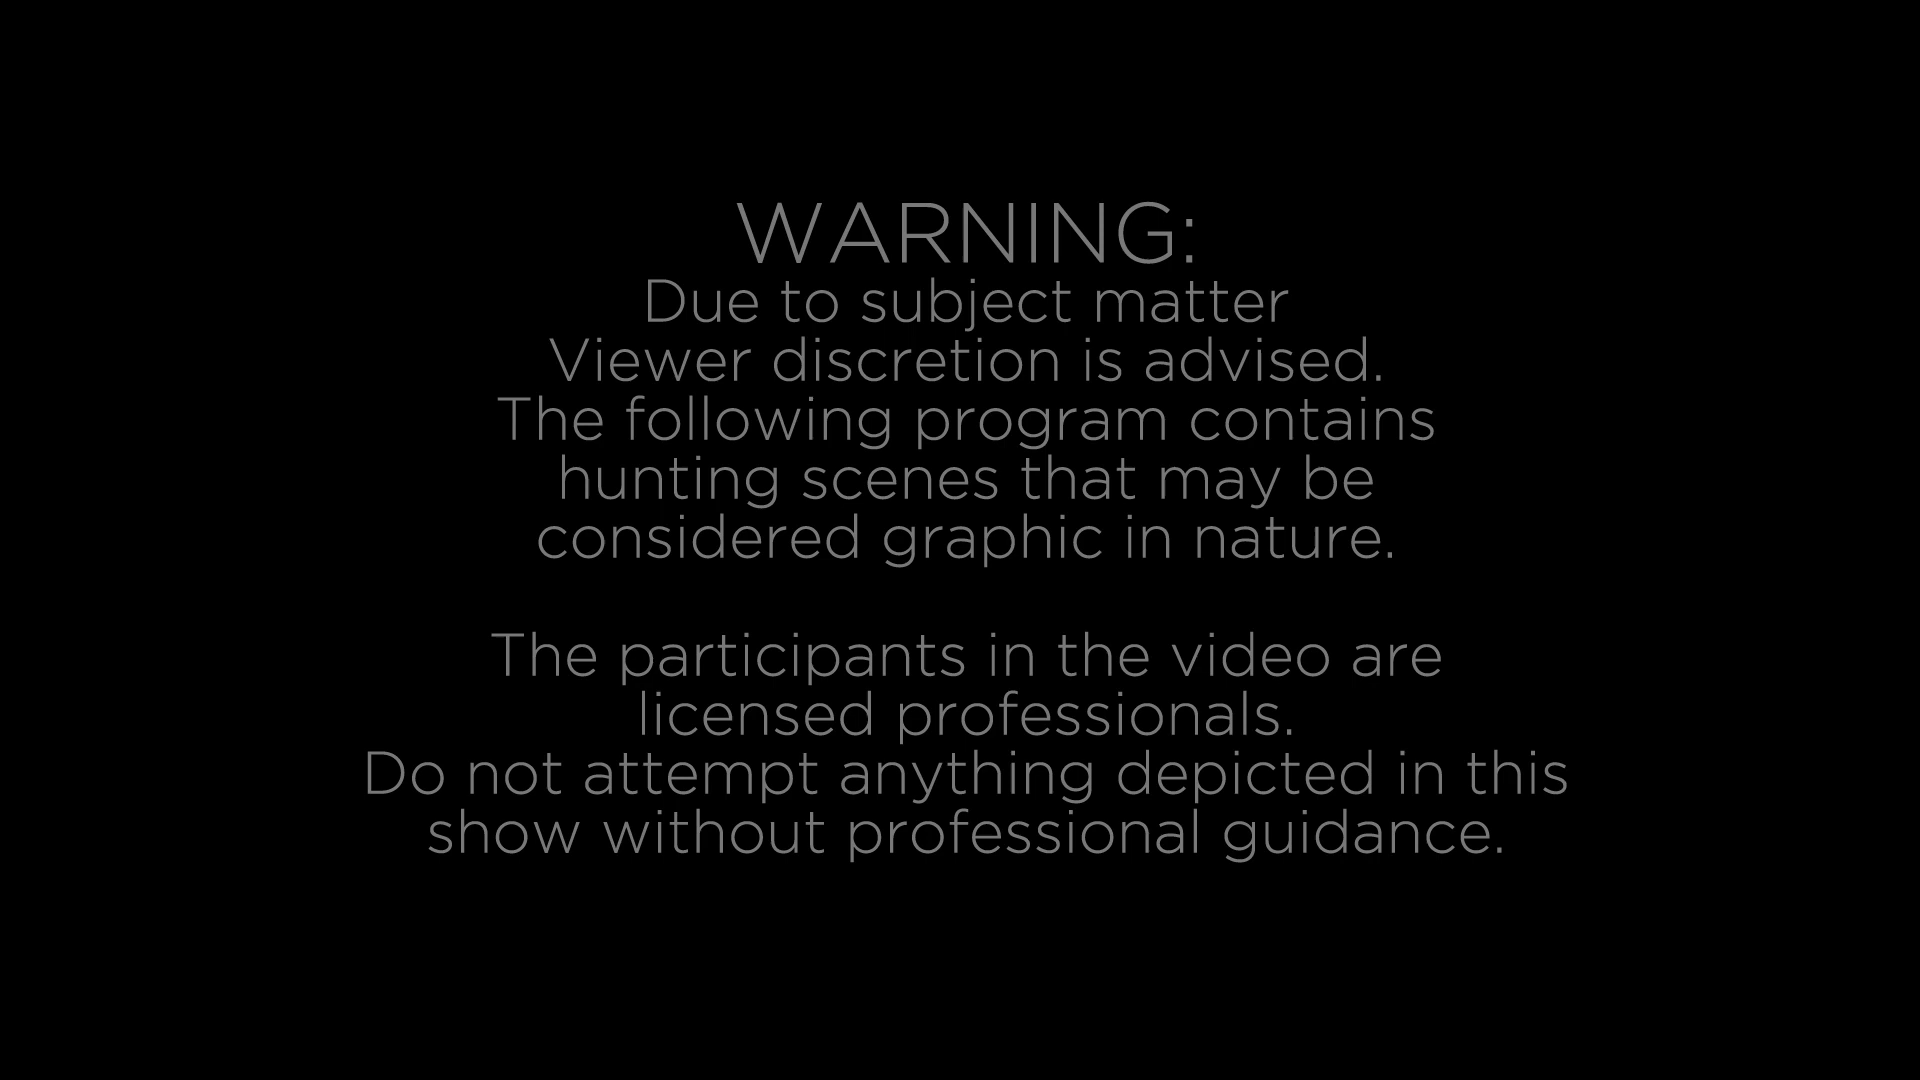 WARNING:
Due to subject matter
Viewer discretion is advised.
The following program contains
hunting scenes that may be
considered graphic in nature.
The participants in the video are
licensed professionals.
Do not attempt anything depicted in this
show without professional guidance.